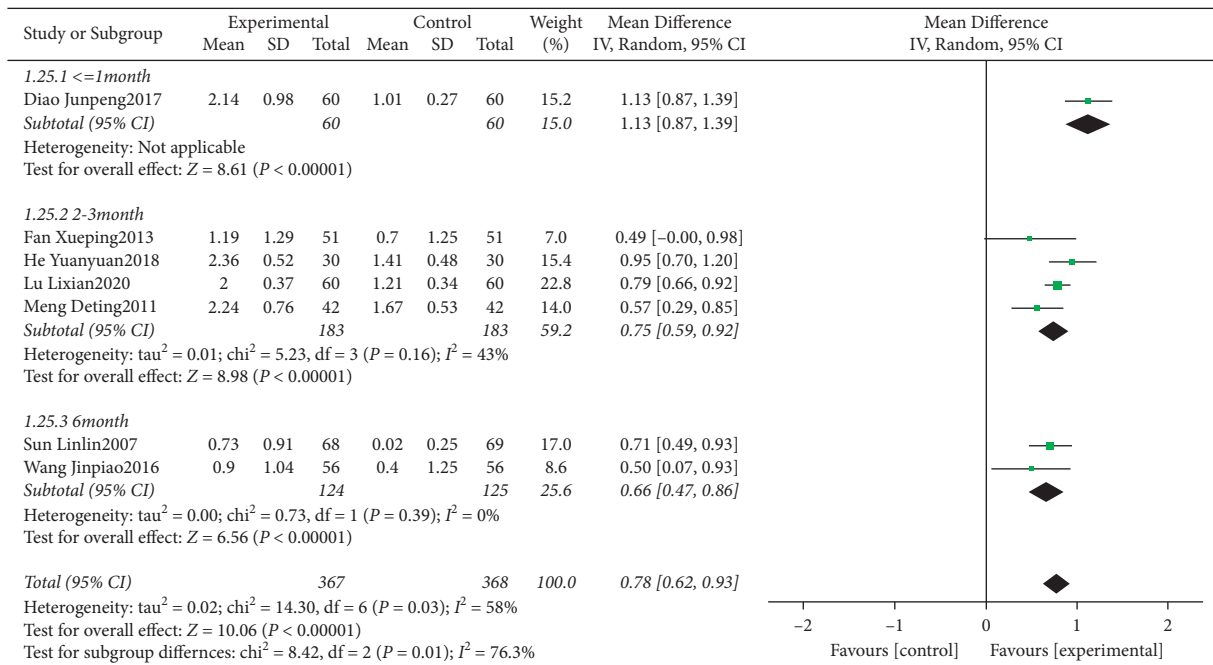 Study or Subgroup Experimental Control Weight (%) Mean Difference IV, Random, 95% CI Mean Difference IV, Random, 95% CI
Mean SD Total Mean SD Total
1.25.1 <=1month
Diao Junpeng2017 2.14 0.98 60 1.01 0.27 60 15.2 1.13 [0.87, 1.39]
Subtotal (95% CI) 60 60 15.0 1.13 [0.87, 1.39]
Heterogeneity: Not applicable
Test for overall effect: Z = 8.61 (P < 0.00001)
1.25.2 2-3month
Fan Xueping2013 1.19 1.29 51 0.7 1.25 51 7.0 0.49 [−0.00, 0.98]
He Yuanyuan2018 2.36 0.52 30 1.41 0.48 30 15.4 0.95 [0.70, 1.20]
Lu Lixian2020 2 0.37 60 1.21 0.34 60 22.8 0.79 [0.66, 0.92]
Meng Deting2011 2.24 0.76 42 1.67 0.53 42 14.0 0.57 [0.29, 0.85]
Subtotal (95% CI) 183 183 59.2 0.75 [0.59, 0.92]
Heterogeneity: tau² = 0.01; chi² = 5.23, df = 3 (P = 0.16); I² = 43%
Test for overall effect: Z = 8.98 (P < 0.00001)
1.25.3 6month
Sun Linlin2007 0.73 0.91 68 0.02 0.25 69 17.0 0.71 [0.49, 0.93]
Wang Jinpiao2016 0.9 1.04 56 0.4 1.25 56 8.6 0.50 [0.07, 0.93]
Subtotal (95% CI) 124 125 25.6 0.66 [0.47, 0.86]
Heterogeneity: tau² = 0.00; chi² = 0.73, df = 1 (P = 0.39); I² = 0%
Test for overall effect: Z = 6.56 (P < 0.00001)
Total (95% CI) 367 368 100.0 0.78 [0.62, 0.93]
Heterogeneity: tau² = 0.02; chi² = 14.30, df = 6 (P = 0.03); I² = 58%
Test for overall effect: Z = 10.06 (P < 0.00001)
Test for subgroup differnces: chi² = 8.42, df = 2 (P = 0.01); I² = 76.3%
−2 −1 0 1 2
Favours [control] Favours [experimental]